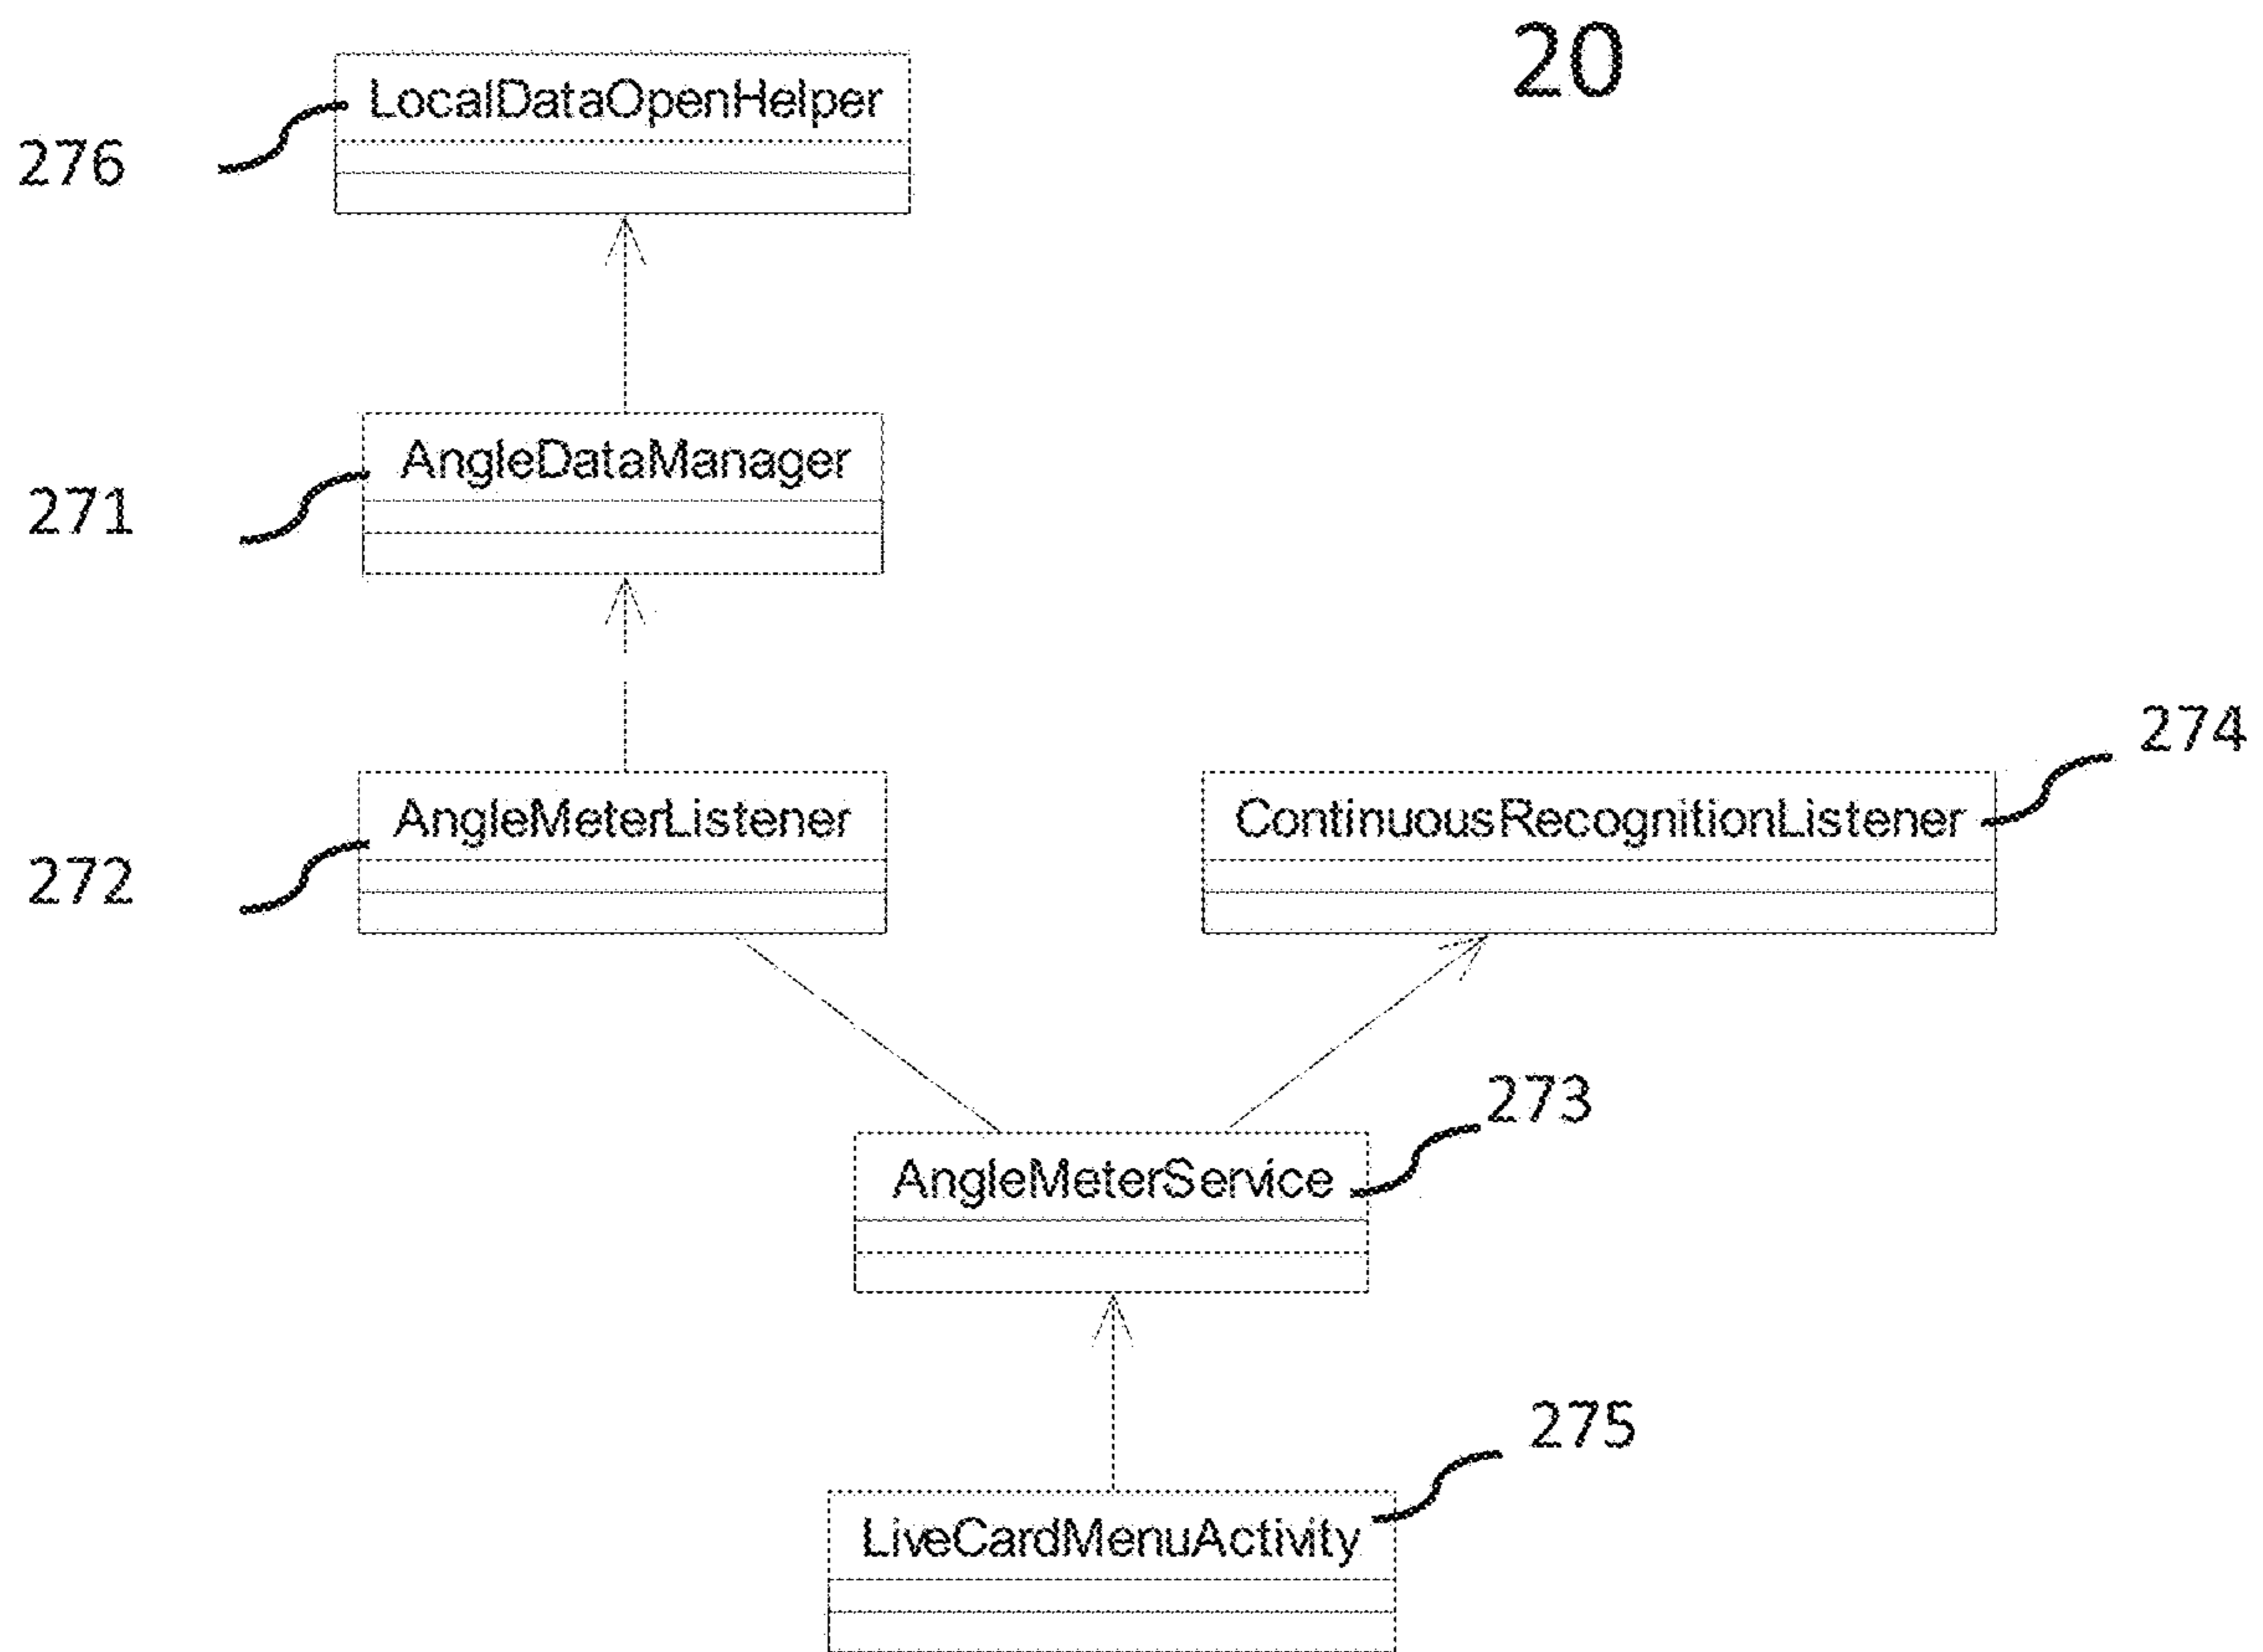 20
LocalDataOpenHelper
276
AngleDataManager
271
274
AngleMeterListener
ContinuousRecognitionListener
272
273
AngleMeterService
275
LiveCardMenuActivity